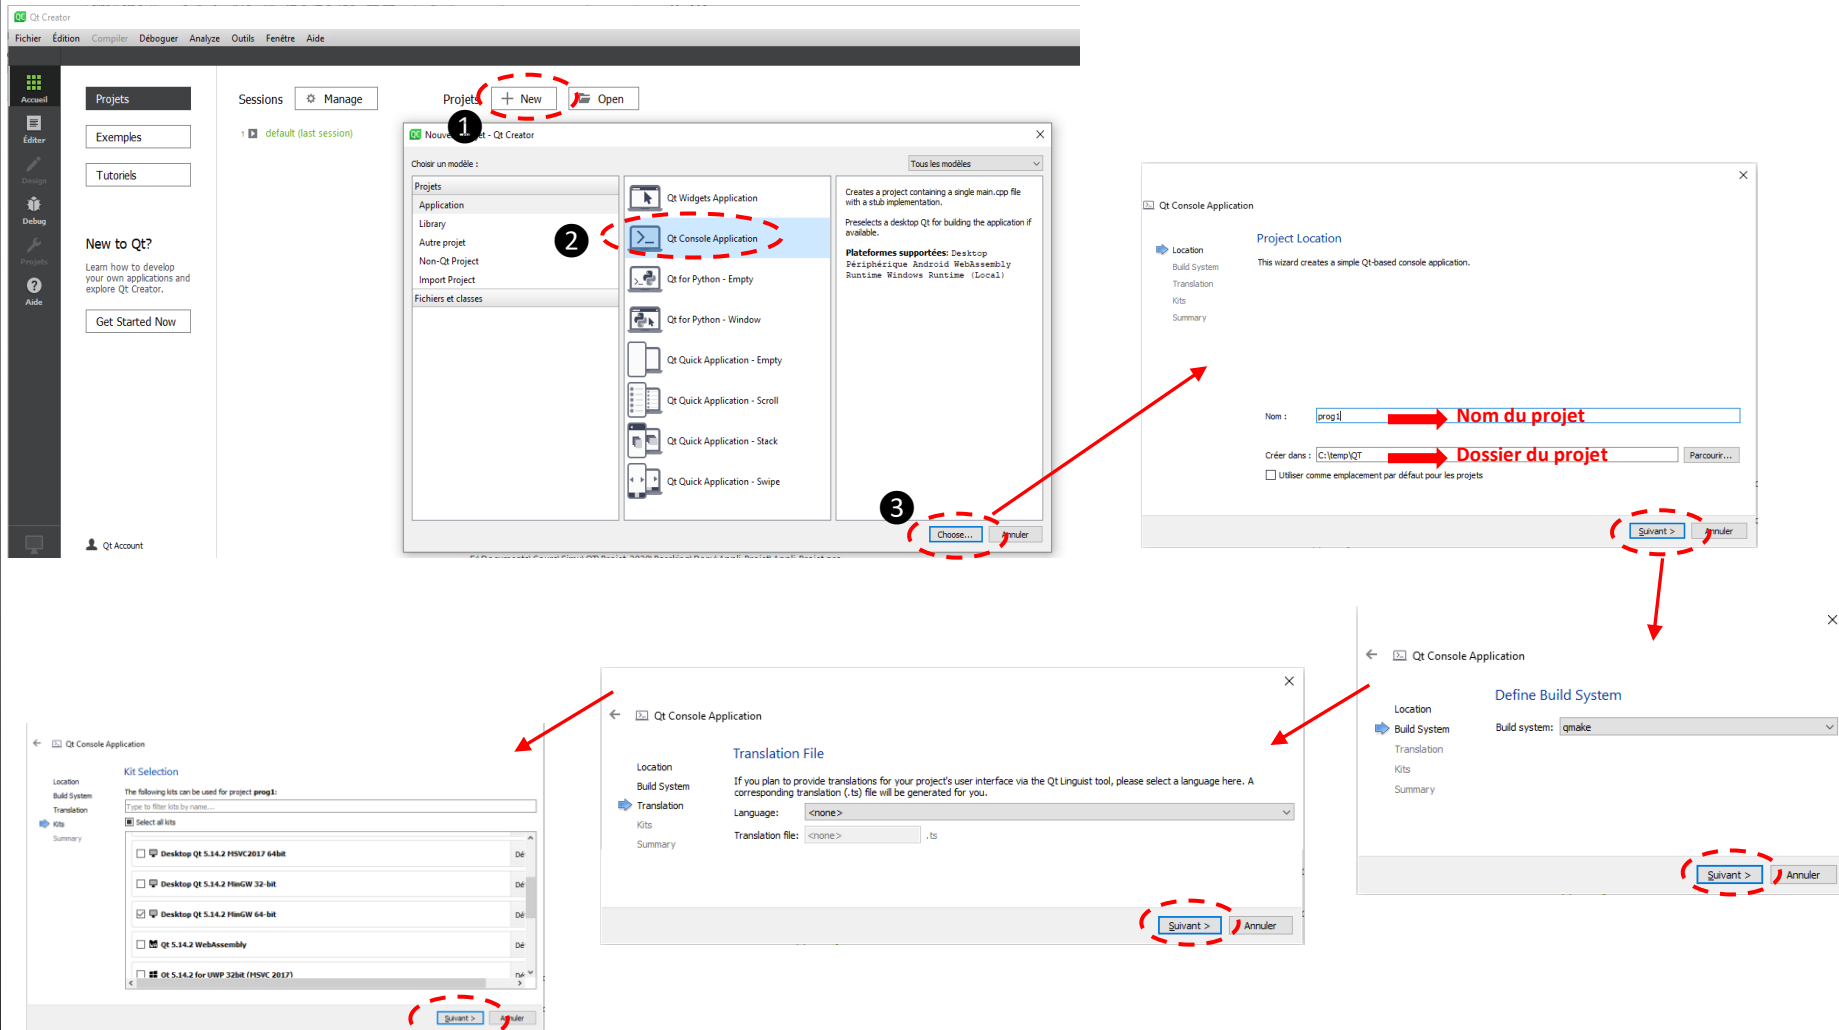 Qt Creator
Fichier Édition Compiler Déboguer Analyze Outils Fenêtre Aide
Accueil
Éditer
Design
Debug
Projets
Aide
Projets
Exemples
Tutoriels
New to Qt?
Learn how to develop
your own applications and
explore Qt Creator.
Get Started Now
Qt Account
Sessions Manage
1 default (last session)
Projets New Open
1
Nouveau projet - Qt Creator
Choisir un modèle :
Tous les modèles
Projets
Application
Library
Autre projet
Non-Qt Project
Import Project
Fichiers et classes
2
Qt Widgets Application
Qt Console Application
Qt for Python - Empty
Qt for Python - Window
Qt Quick Application - Empty
Qt Quick Application - Scroll
Qt Quick Application - Stack
Qt Quick Application - Swipe
Creates a project containing a single main.cpp file
with a stub implementation.
Preselects a desktop Qt for building the application if
available.
Plateformes supportées: Desktop
Périphérique Android WebAssembly
Runtime Windows Runtime (Local)
3
Choose... Annuler
Qt Console Application
Location
Build System
Translation
Kits
Summary
Project Location
This wizard creates a simple Qt-based console application.
Nom : prog1 Nom du projet
Créer dans : C:\temp\QT Dossier du projet Parcourir...
Utiliser comme emplacement par défaut pour les projets
Suivant > Annuler
Qt Console Application
Location
Build System
Translation
Kits
Summary
Define Build System
Build system: qmake
Suivant > Annuler
Qt Console Application
Location
Build System
Translation
Kits
Summary
Translation File
If you plan to provide translations for your project's user interface via the Qt Linguist tool, please select a language here. A
corresponding translation (.ts) file will be generated for you.
Language: <none>
Translation file: <none> .ts
Suivant > Annuler
Qt Console Application
Location
Build System
Translation
Kits
Summary
Kit Selection
The following kits can be used for project prog1:
Type to filter kits by name...
Select all kits
Desktop Qt 5.14.2 MSVC2017 64bit Dé
Desktop Qt 5.14.2 MinGW 32-bit Dé
Desktop Qt 5.14.2 MinGW 64-bit Dé
Qt 5.14.2 WebAssembly Dé
Qt 5.14.2 for UWP 32bit (MSVC 2017) Dé
Suivant > Annuler